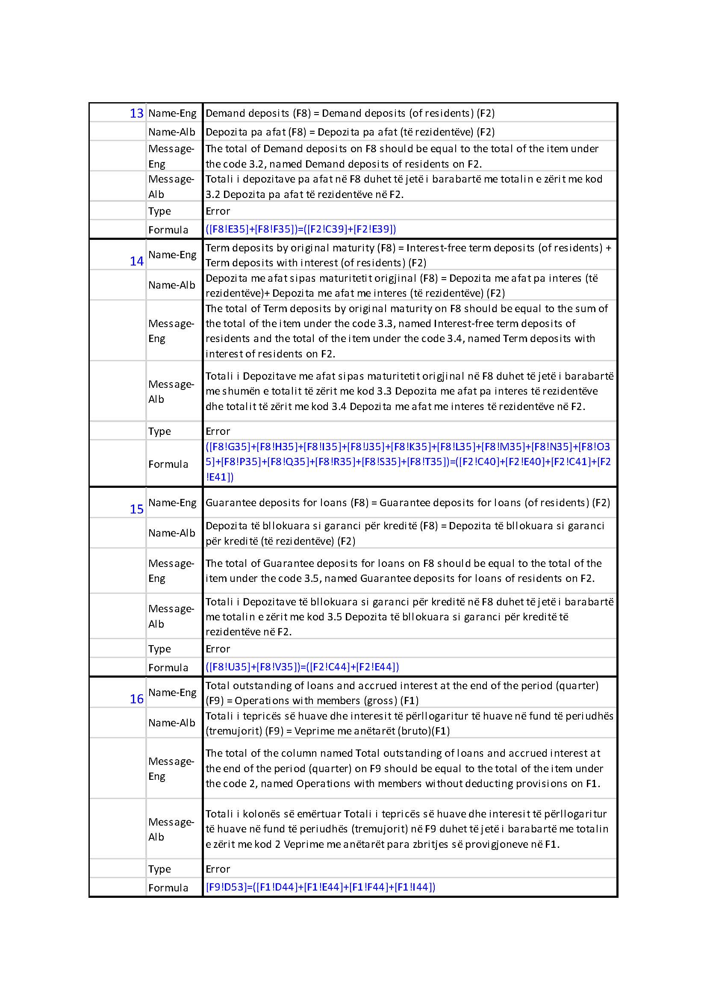 13 Name-Eng Demand deposits (F8) = Demand deposits (of residents) (F2)
Name-Alb Depozita pa afat (F8) = Depozita pa afat (të rezidentëve) (F2)
Message-Eng The total of Demand deposits on F8 should be equal to the total of the item under
the code 3.2, named Demand deposits of residents on F2.
Message-Alb Totali i depozitave pa afat në F8 duhet të jetë i barabartë me totalin e zërit me kod
3.2 Depozita pa afat të rezidentëve në F2.
Type Error
Formula ([F8!E35]+[F8!F35])=([F2!C39]+[F2!E39])
14 Name-Eng Term deposits by original maturity (F8) = Interest-free term deposits (of residents) +
Term deposits with interest (of residents) (F2)
Name-Alb Depozita me afat sipas maturitetit origjinal (F8) = Depozita me afat pa interes (të
rezidentëve)+ Depozita me afat me interes (të rezidentëve) (F2)
Message-Eng The total of Term deposits by original maturity on F8 should be equal to the sum of
the total of the item under the code 3.3, named Interest-free term deposits of
residents and the total of the item under the code 3.4, named Term deposits with
interest of residents on F2.
Message-Alb Totali i Depozitave me afat sipas maturitetit origjinal në F8 duhet të jetë i barabartë
me shumën e totalit të zërit me kod 3.3 Depozita me afat pa interes të rezidentëve
dhe totalit të zërit me kod 3.4 Depozita me afat me interes të rezidentëve në F2.
Type Error
Formula ([F8!G35]+[F8!H35]+[F8!I35]+[F8!J35]+[F8!K35]+[F8!L35]+[F8!M35]+[F8!N35]+[F8!O3
5]+[F8!P35]+[F8!Q35]+[F8!R35]+[F8!S35]+[F8!T35])=([F2!C40]+[F2!E40]+[F2!C41]+[F2
!E41])
15 Name-Eng Guarantee deposits for loans (F8) = Guarantee deposits for loans (of residents) (F2)
Name-Alb Depozita të bllokuara si garanci për kreditë (F8) = Depozita të bllokuara si garanci
për kreditë (të rezidentëve) (F2)
Message-Eng The total of Guarantee deposits for loans on F8 should be equal to the total of the
item under the code 3.5, named Guarantee deposits for loans of residents on F2.
Message-Alb Totali i Depozitave të bllokuara si garanci për kreditë në F8 duhet të jetë i barabartë
me totalin e zërit me kod 3.5 Depozita të bllokuara si garanci për kreditë të
rezidentëve në F2.
Type Error
Formula ([F8!U35]+[F8!V35])=([F2!C44]+[F2!E44])
16 Name-Eng Total outstanding of loans and accrued interest at the end of the period (quarter)
(F9) = Operations with members (gross) (F1)
Name-Alb Totali i tepricës së huave dhe interesit të përllogaritur të huave në fund të periudhës
(tremujorit) (F9) = Veprime me anëtarët (bruto)(F1)
Message-Eng The total of the column named Total outstanding of loans and accrued interest at
the end of the period (quarter) on F9 should be equal to the total of the item under
the code 2, named Operations with members without deducting provisions on F1.
Message-Alb Totali i kolonës së emërtuar Totali i tepricës së huave dhe interesit të përllogaritur
të huave në fund të periudhës (tremujorit) në F9 duhet të jetë i barabartë me totalin
e zërit me kod 2 Veprime me anëtarët para zbritjes së provigjoneve në F1.
Type Error
Formula [F9!D53]=([F1!D44]+[F1!E44]+[F1!F44]+[F1!I44])